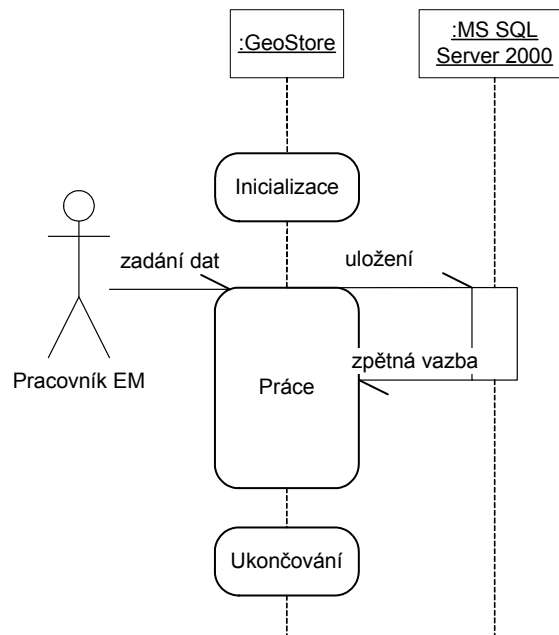 :GeoStore
:MS SQL
Server 2000
Inicializace
zadání dat
uložení
Pracovník EM
zpětná vazba
Práce
Ukončování